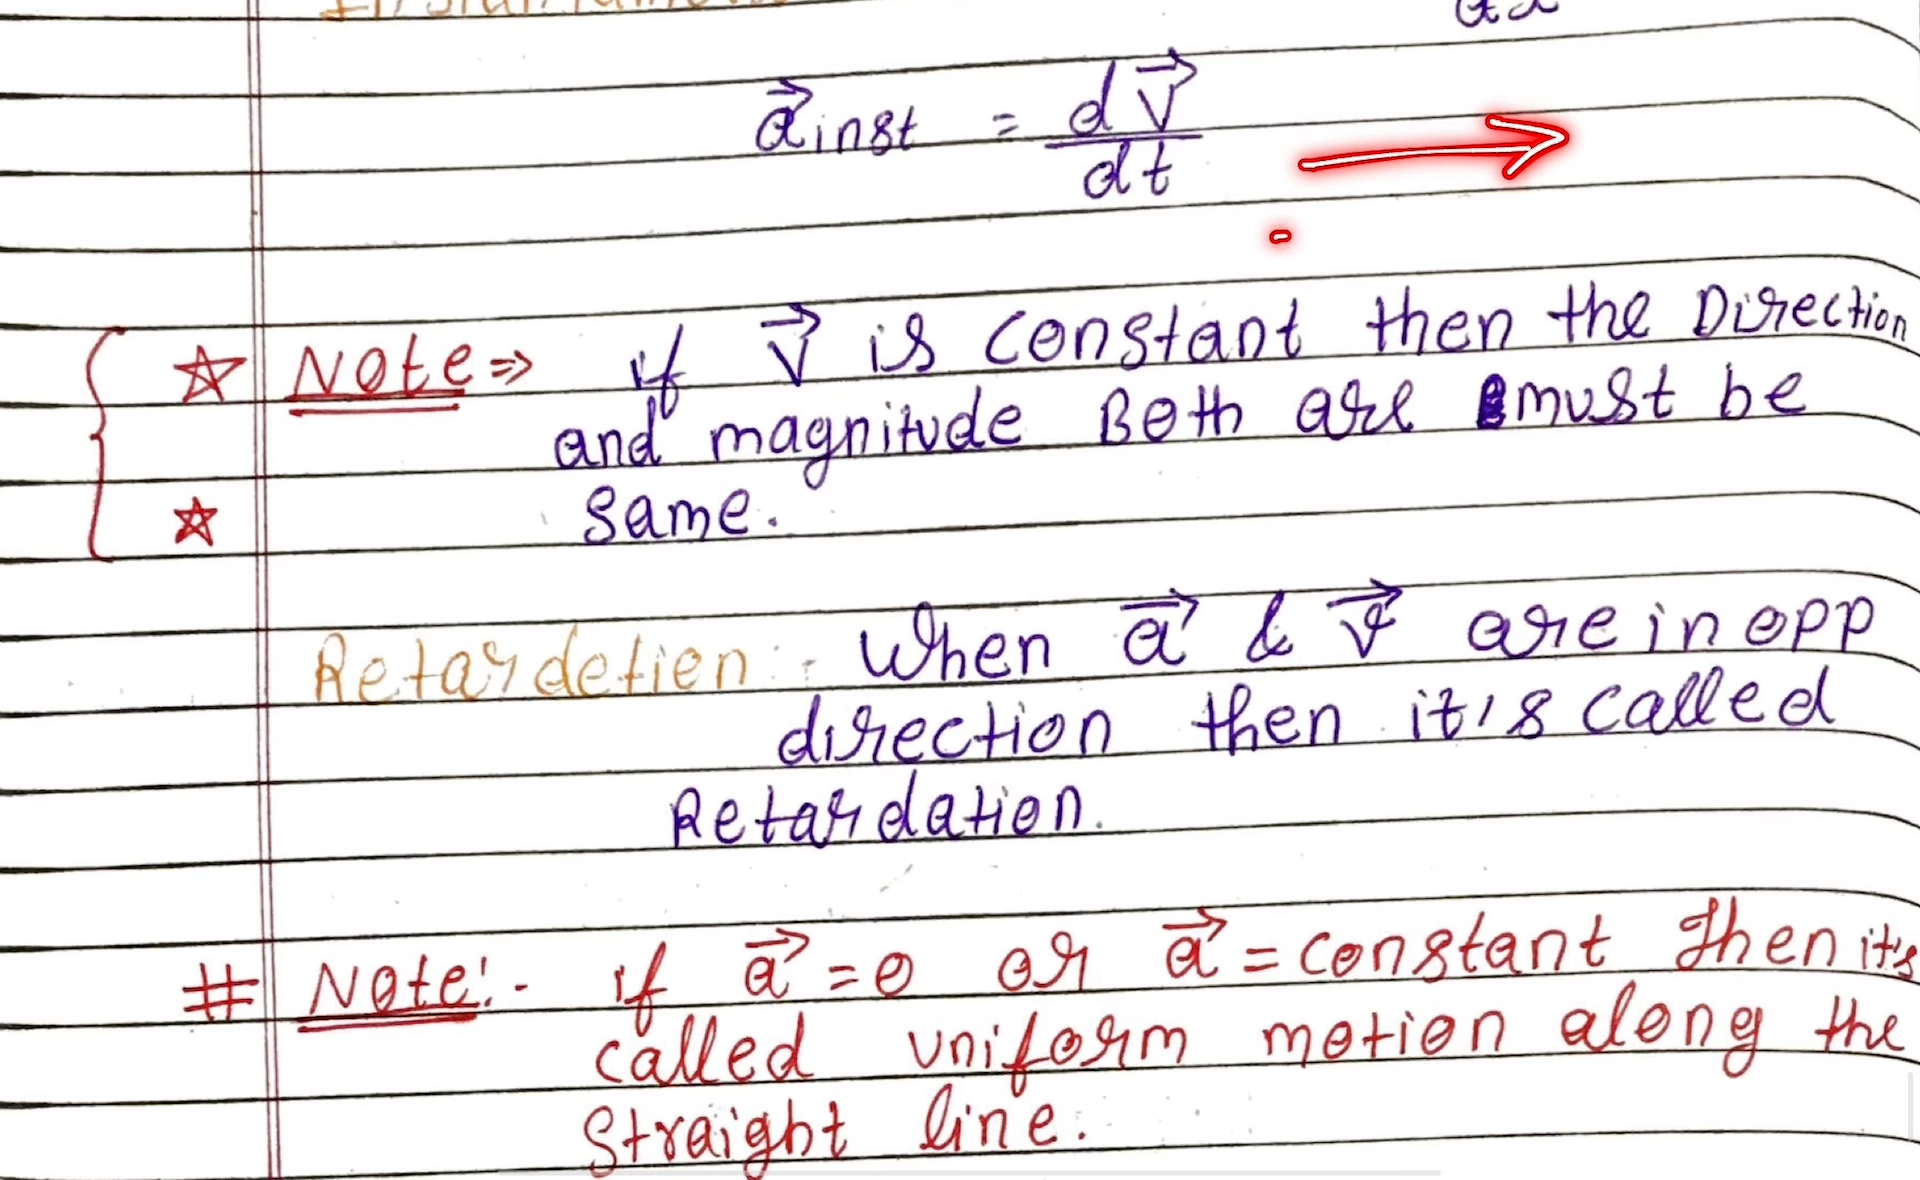 a⃗inst = dv⃗/dt
Note ⇒ if v⃗ is constant then the Direction
and magnitude Both are must be
same.
Retardetion :- When a⃗ & v⃗ are in opp
direction then it's called
Retardation.
# Note:- if a⃗ = 0 or a⃗ = constant then it's
called uniform motion along the
straight line.